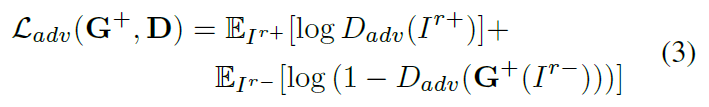 𝓛_{adv}(𝐆⁺, 𝐃) = 𝔼_{I^{r+}}[log D_{adv}(I^{r+})]+
𝔼_{I^{r−}}[log (1 − D_{adv}(𝐆⁺(I^{r−})))] (3)